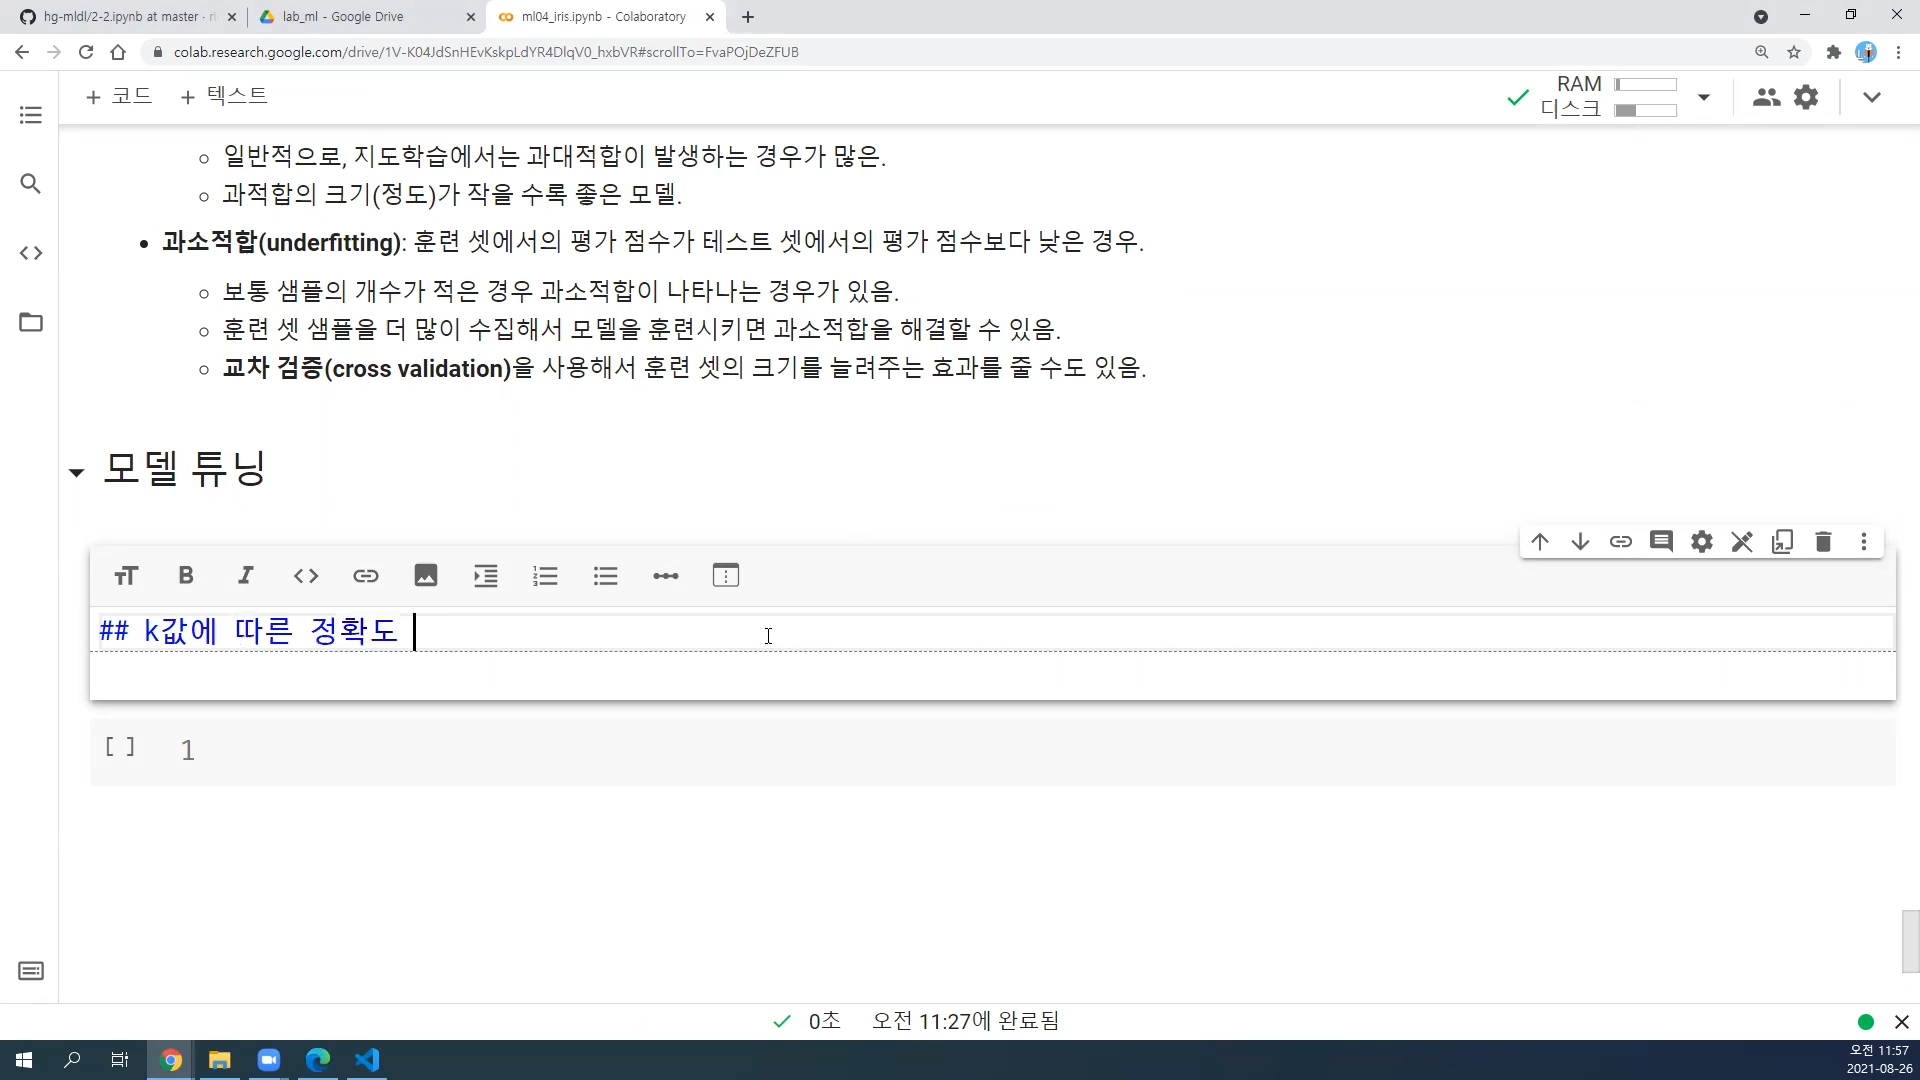 hg-mldl/2-2.ipynb at master · ri
lab_ml - Google Drive
ml04_iris.ipynb - Colaboratory
colab.research.google.com/drive/1V-K04JdSnHEvKskpLdYR4DlqV0_hxbVR#scrollTo=FvaPOjDeZFUB
+ 코드 + 텍스트
RAM
디스크
일반적으로, 지도학습에서는 과대적합이 발생하는 경우가 많은.
과적합의 크기(정도)가 작을 수록 좋은 모델.
과소적합(underfitting): 훈련 셋에서의 평가 점수가 테스트 셋에서의 평가 점수보다 낮은 경우.
보통 샘플의 개수가 적은 경우 과소적합이 나타나는 경우가 있음.
훈련 셋 샘플을 더 많이 수집해서 모델을 훈련시키면 과소적합을 해결할 수 있음.
교차 검증(cross validation)을 사용해서 훈련 셋의 크기를 늘려주는 효과를 줄 수도 있음.
모델 튜닝
## k값에 따른 정확도
[ ] 1
0초 오전 11:27에 완료됨
오전 11:57
2021-08-26